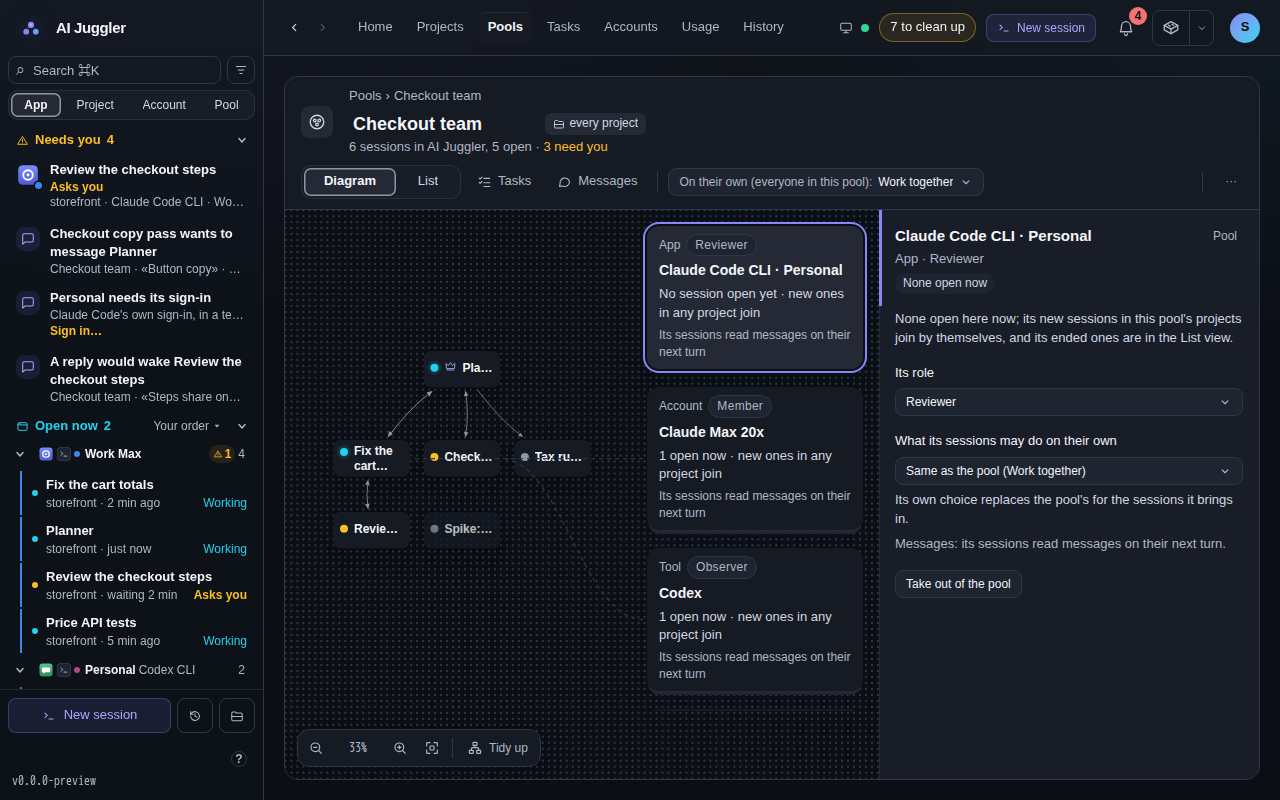 AI Juggler
Search ⌘K
App Project Account Pool
Needs you 4
Review the checkout steps
Asks you
storefront · Claude Code CLI · Wo…
Checkout copy pass wants to message Planner
Checkout team · «Button copy» · …
Personal needs its sign-in
Claude Code's own sign-in, in a te…
Sign in…
A reply would wake Review the checkout steps
Checkout team · «Steps share on…
Open now 2 Your order
Work Max 1 4
Fix the cart totals
storefront · 2 min ago Working
Planner
storefront · just now Working
Review the checkout steps
storefront · waiting 2 min Asks you
Price API tests
storefront · 5 min ago Working
Personal Codex CLI 2
New session
?
v0.0.0-preview
Home Projects Pools Tasks Accounts Usage History
7 to clean up
New session
4
S
Pools › Checkout team
Checkout team every project
6 sessions in AI Juggler, 5 open · 3 need you
Diagram List Tasks Messages
On their own (everyone in this pool): Work together
…
Pla…
Fix the cart…
Check…
Tax ru…
Revie…
Spike:…
App Reviewer
Claude Code CLI · Personal
No session open yet · new ones in any project join
Its sessions read messages on their next turn
Account Member
Claude Max 20x
1 open now · new ones in any project join
Its sessions read messages on their next turn
Tool Observer
Codex
1 open now · new ones in any project join
Its sessions read messages on their next turn
33%
Tidy up
Claude Code CLI · Personal Pool
App · Reviewer
None open now
None open here now; its new sessions in this pool's projects join by themselves, and its ended ones are in the List view.
Its role
Reviewer
What its sessions may do on their own
Same as the pool (Work together)
Its own choice replaces the pool's for the sessions it brings in.
Messages: its sessions read messages on their next turn.
Take out of the pool